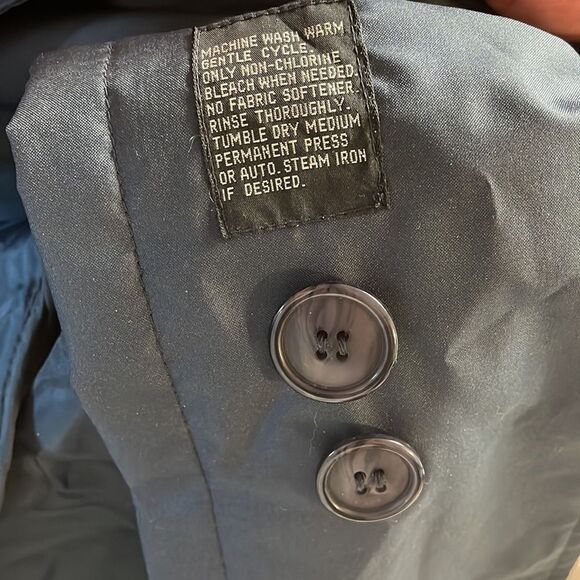 MACHINE WASH WARM
GENTLE CYCLE.
ONLY NON-CHLORINE
BLEACH WHEN NEEDED.
NO FABRIC SOFTENER.
RINSE THOROUGHLY.
TUMBLE DRY MEDIUM
PERMANENT PRESS
OR AUTO. STEAM IRON
IF DESIRED.